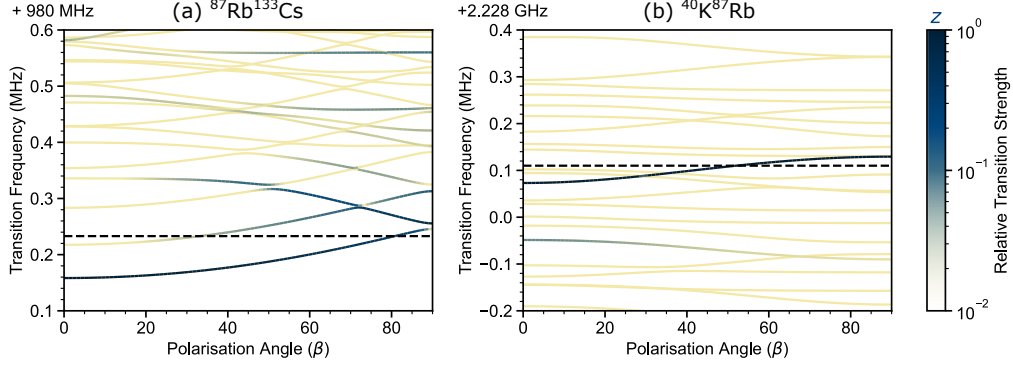 + 980 MHz
(a) ⁸⁷Rb¹³³Cs
0.6
0.5
0.4
0.3
0.2
0.1
Transition Frequency (MHz)
0
20
40
60
80
Polarisation Angle (β)
+2.228 GHz
(b) ⁴⁰K⁸⁷Rb
0.4
0.3
0.2
0.1
0.0
−0.1
−0.2
Transition Frequency (MHz)
0
20
40
60
80
Polarisation Angle (β)
z
10⁰
10⁻¹
10⁻²
Relative Transition Strength